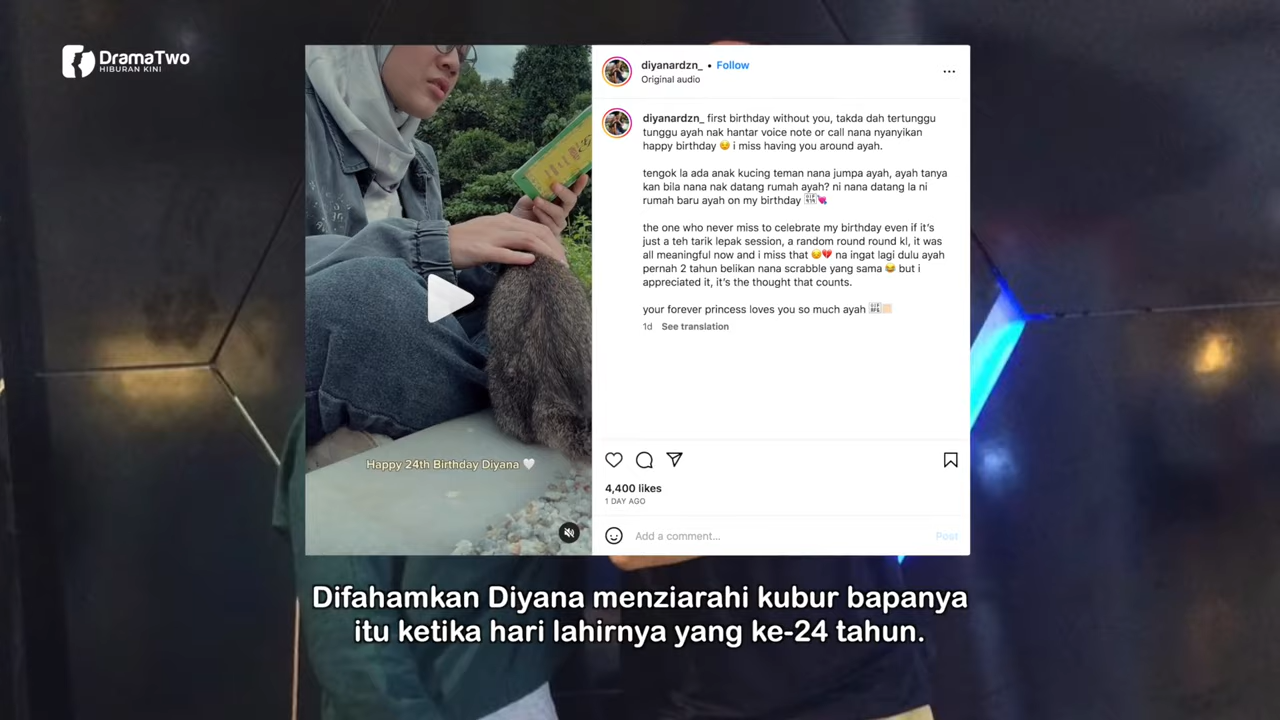 DramaTwo
HIBURAN KINI
diyanardzn_ • Follow
Original audio
diyanardzn_ first birthday without you, takda dah tertunggu
tunggu ayah nak hantar voice note or call nana nyanyikan
happy birthday 😔 i miss having you around ayah.
tengok la ada anak kucing teman nana jumpa ayah, ayah tanya
kan bila nana nak datang rumah ayah? ni nana datang la ni
rumah baru ayah on my birthday 💘
the one who never miss to celebrate my birthday even if it's
just a teh tarik lepak session, a random round round kl, it was
all meaningful now and i miss that 😔💔 na ingat lagi dulu ayah
pernah 2 tahun belikan nana scrabble yang sama 😂 but i
appreciated it, it's the thought that counts.
your forever princess loves you so much ayah
1d See translation
Happy 24th Birthday Diyana 🤍
4,400 likes
1 DAY AGO
Add a comment...
Post
Difahamkan Diyana menziarahi kubur bapanya
itu ketika hari lahirnya yang ke-24 tahun.